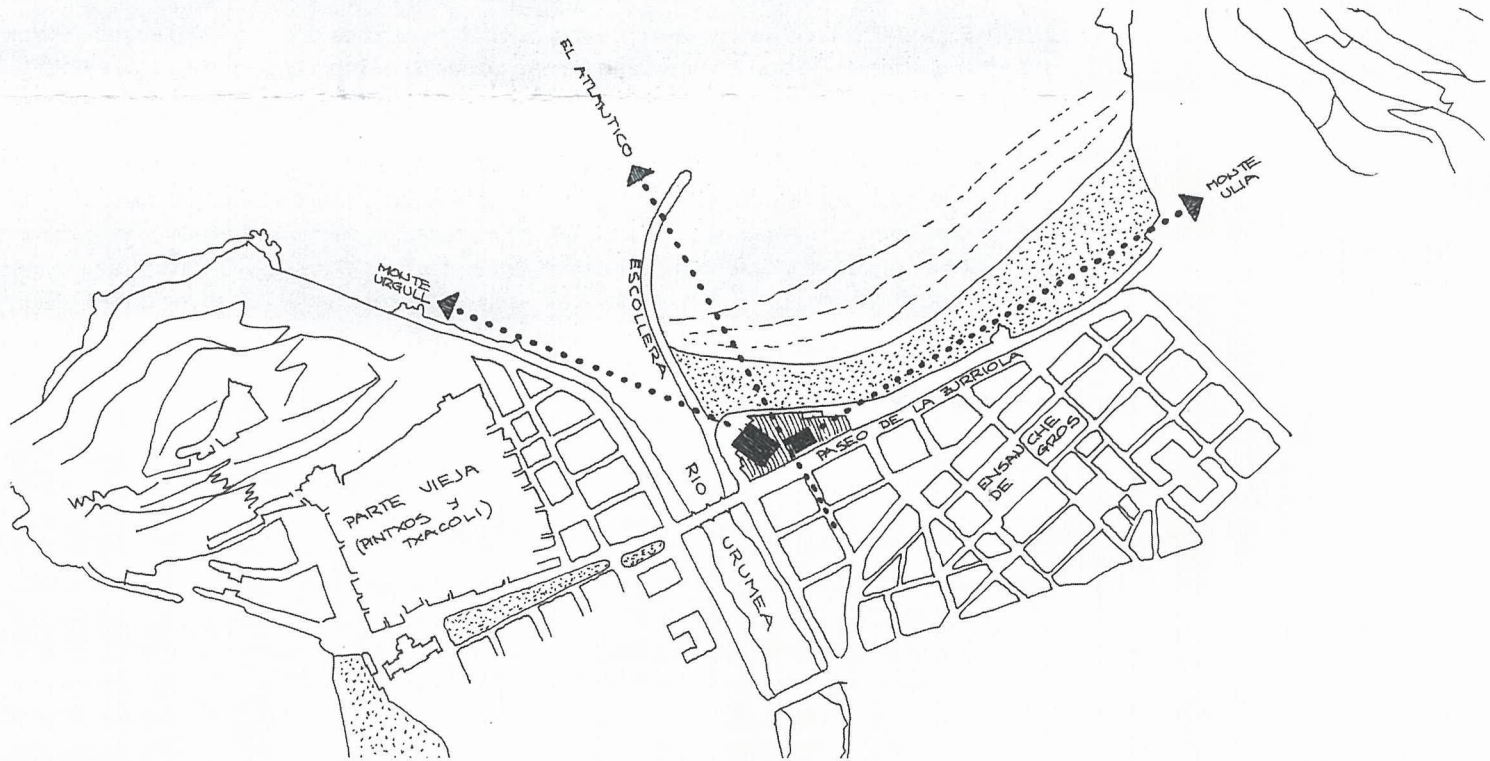 EL ATLANTICO
MONTE
ULIA
MONTE
URGULL
ESCOLLERA
PASEO DE LA ZURRIOLA
ENSANCHE
DE GROS
RIO
URUMEA
PARTE VIEJA
(PINTXOS y
TXACOLI)